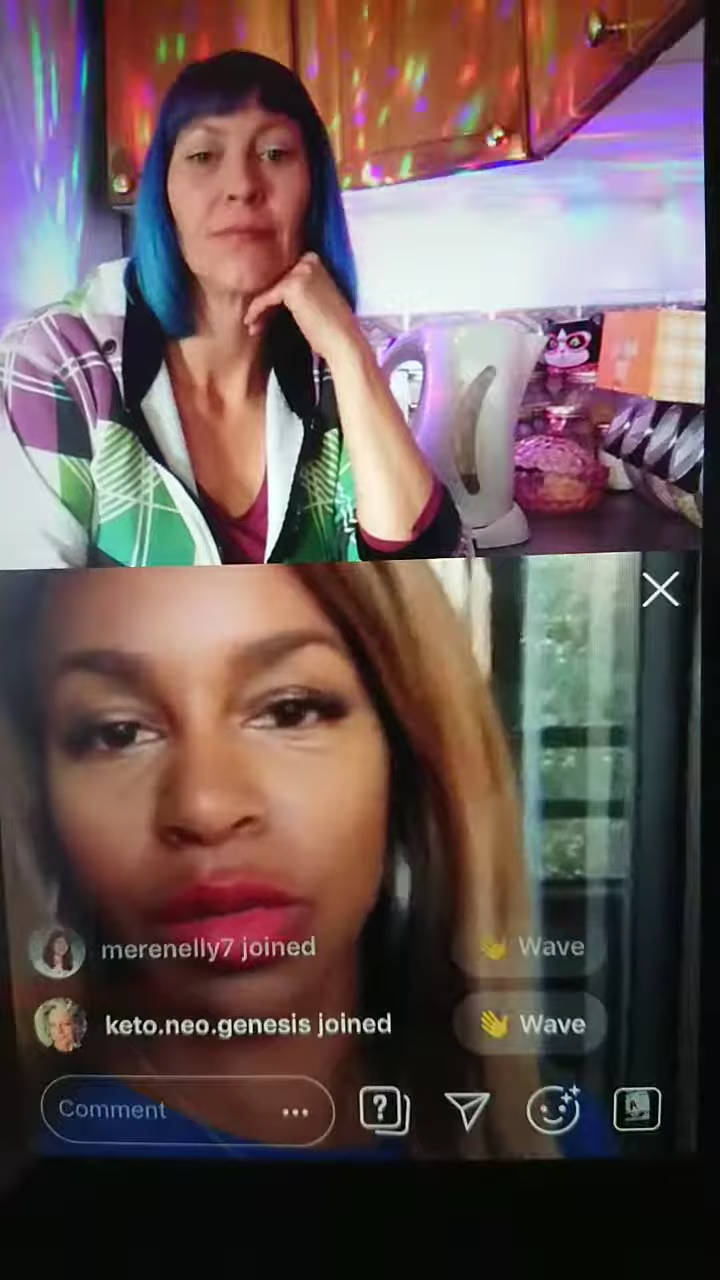 merenelly7 joined
👋 Wave
keto.neo.genesis joined
👋 Wave
Comment ...
?